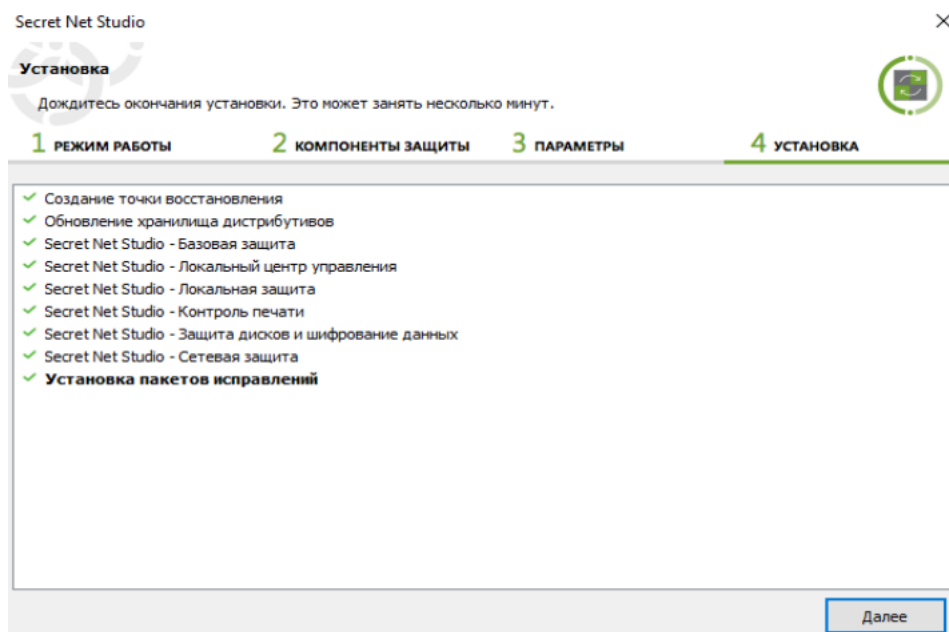 Secret Net Studio
Установка
Дождитесь окончания установки. Это может занять несколько минут.
1 РЕЖИМ РАБОТЫ 2 КОМПОНЕНТЫ ЗАЩИТЫ 3 ПАРАМЕТРЫ 4 УСТАНОВКА
Создание точки восстановления
Обновление хранилища дистрибутивов
Secret Net Studio - Базовая защита
Secret Net Studio - Локальный центр управления
Secret Net Studio - Локальная защита
Secret Net Studio - Контроль печати
Secret Net Studio - Защита дисков и шифрование данных
Secret Net Studio - Сетевая защита
Установка пакетов исправлений
Далее